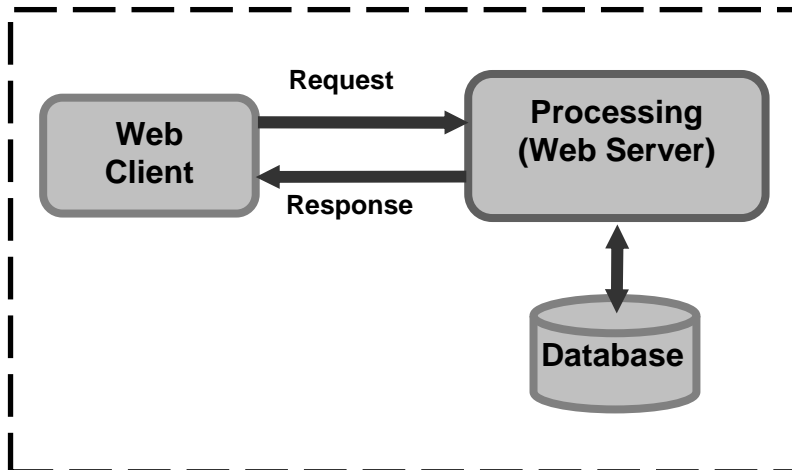 Request
Web
Client
Processing
(Web Server)
Response
Database